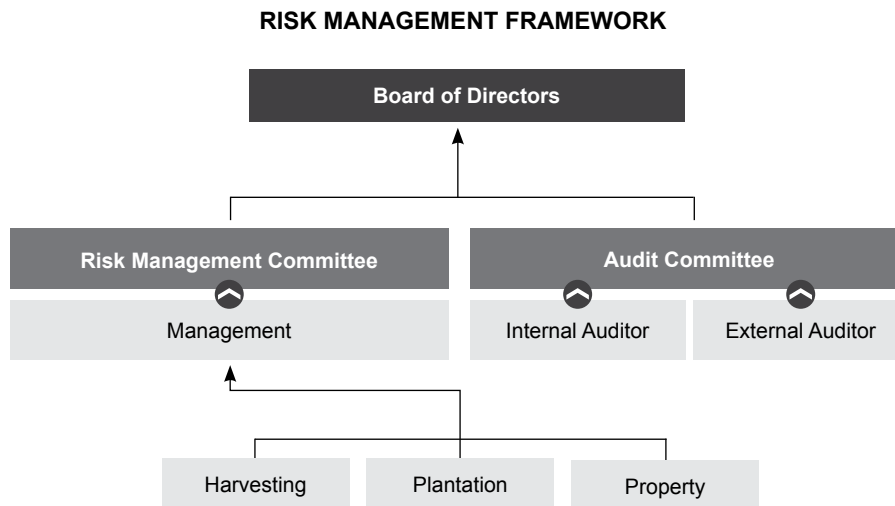 RISK MANAGEMENT FRAMEWORK
Board of Directors
Risk Management Committee
Audit Committee
Management
Internal Auditor
External Auditor
Harvesting
Plantation
Property